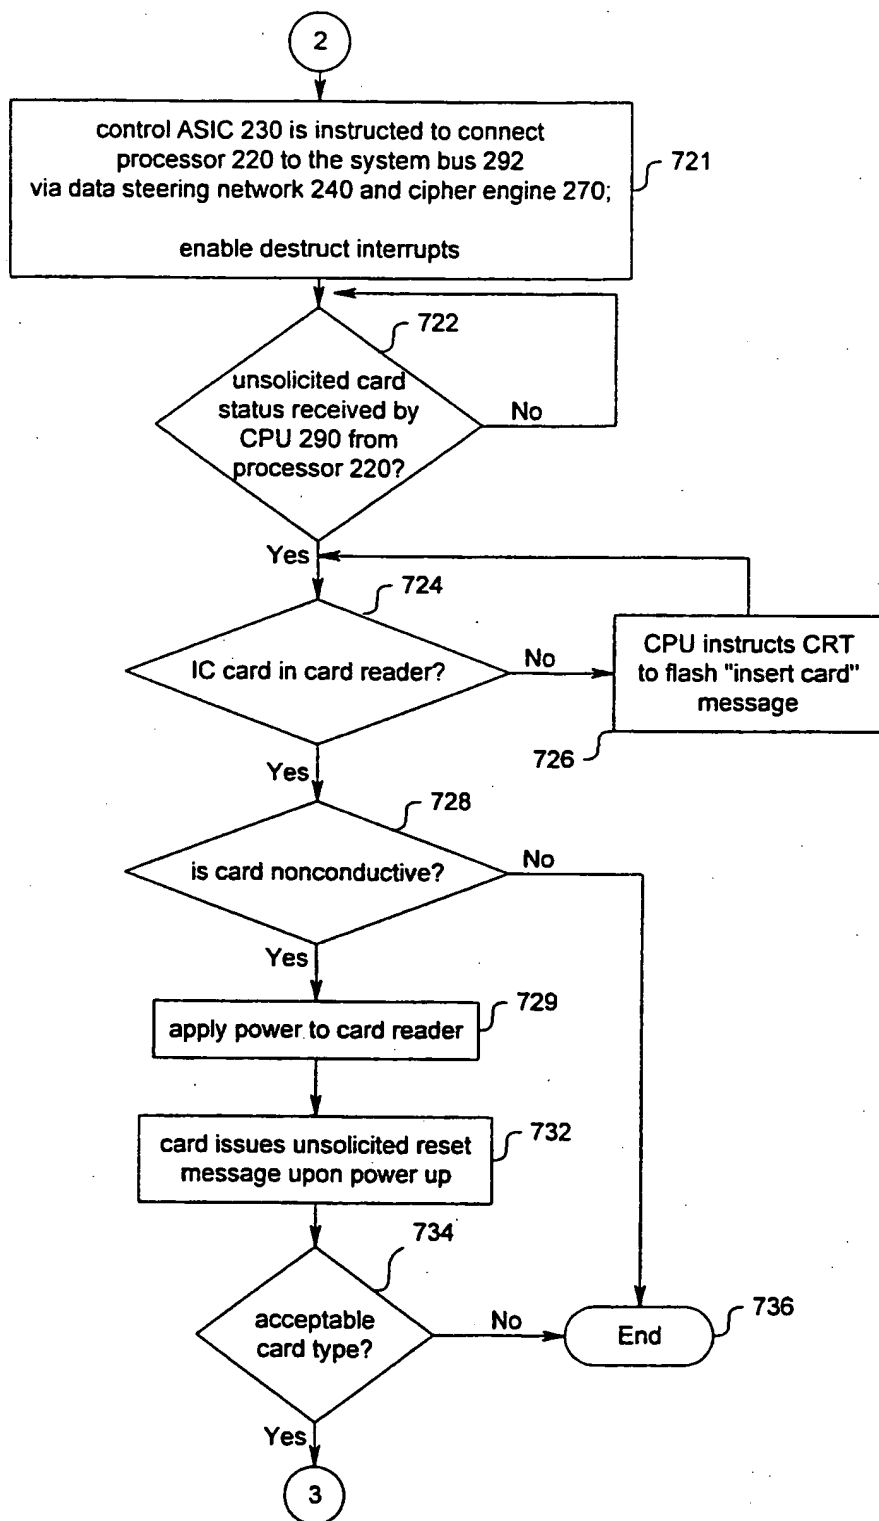 2
control ASIC 230 is instructed to connect
processor 220 to the system bus 292
via data steering network 240 and cipher engine 270;
enable destruct interrupts
721
722
unsolicited card
status received by
CPU 290 from
processor 220?
No
Yes
724
IC card in card reader?
No
CPU instructs CRT
to flash "insert card"
message
726
Yes
728
is card nonconductive?
No
Yes
729
apply power to card reader
732
card issues unsolicited reset
message upon power up
734
acceptable
card type?
No
End
736
Yes
3